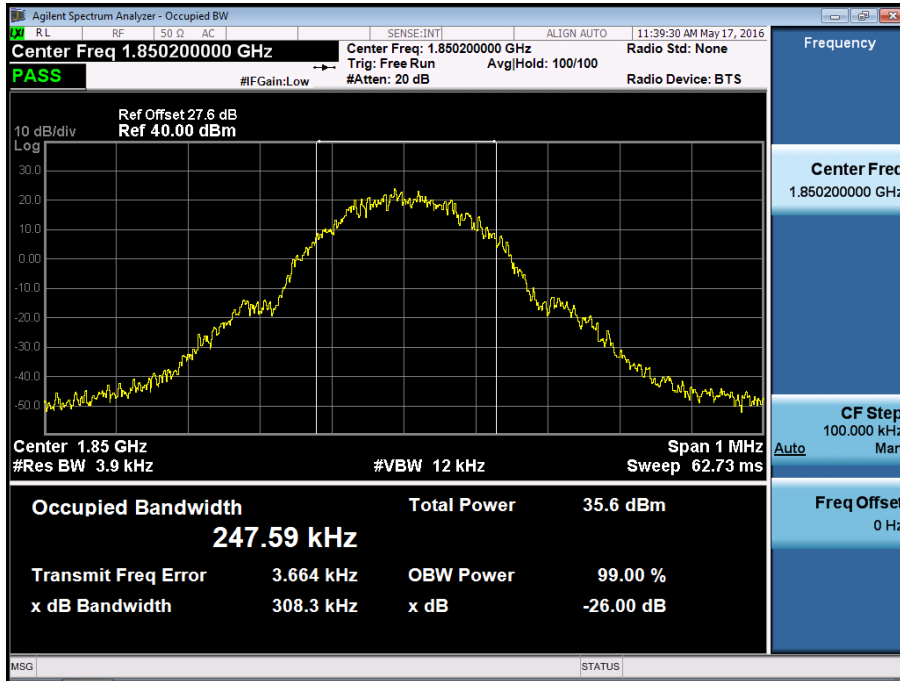 Agilent Spectrum Analyzer - Occupied BW
LXI RL RF 50 Ω AC SENSE:INT ALIGN AUTO 11:39:30 AM May 17, 2016
Center Freq 1.850200000 GHz
Center Freq: 1.850200000 GHz
Radio Std: None
Trig: Free Run Avg|Hold: 100/100
PASS
#IFGain:Low
#Atten: 20 dB
Radio Device: BTS
Ref Offset 27.6 dB
10 dB/div Ref 40.00 dBm
Log
30.0
20.0
10.0
0.00
-10.0
-20.0
-30.0
-40.0
-50.0
Center 1.85 GHz Span 1 MHz
#Res BW 3.9 kHz #VBW 12 kHz Sweep 62.73 ms
Occupied Bandwidth Total Power 35.6 dBm
247.59 kHz
Transmit Freq Error 3.664 kHz OBW Power 99.00 %
x dB Bandwidth 308.3 kHz x dB -26.00 dB
MSG STATUS
Frequency
Center Freq
1.850200000 GHz
CF Step
100.000 kHz
Auto Man
Freq Offset
0 Hz